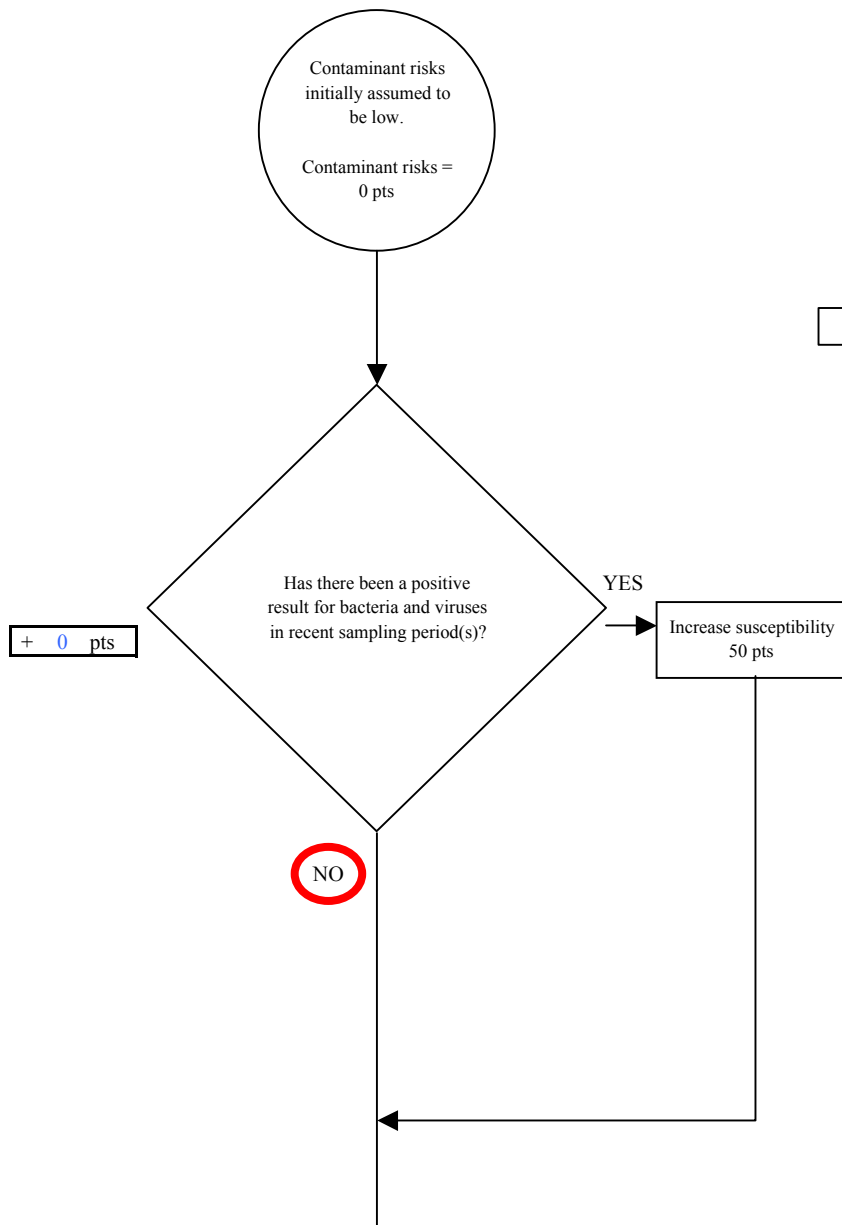 Contaminant risks
initially assumed to
be low.
Contaminant risks =
0 pts
Has there been a positive
result for bacteria and viruses
in recent sampling period(s)?
YES
+ 0 pts
Increase susceptibility
50 pts
NO